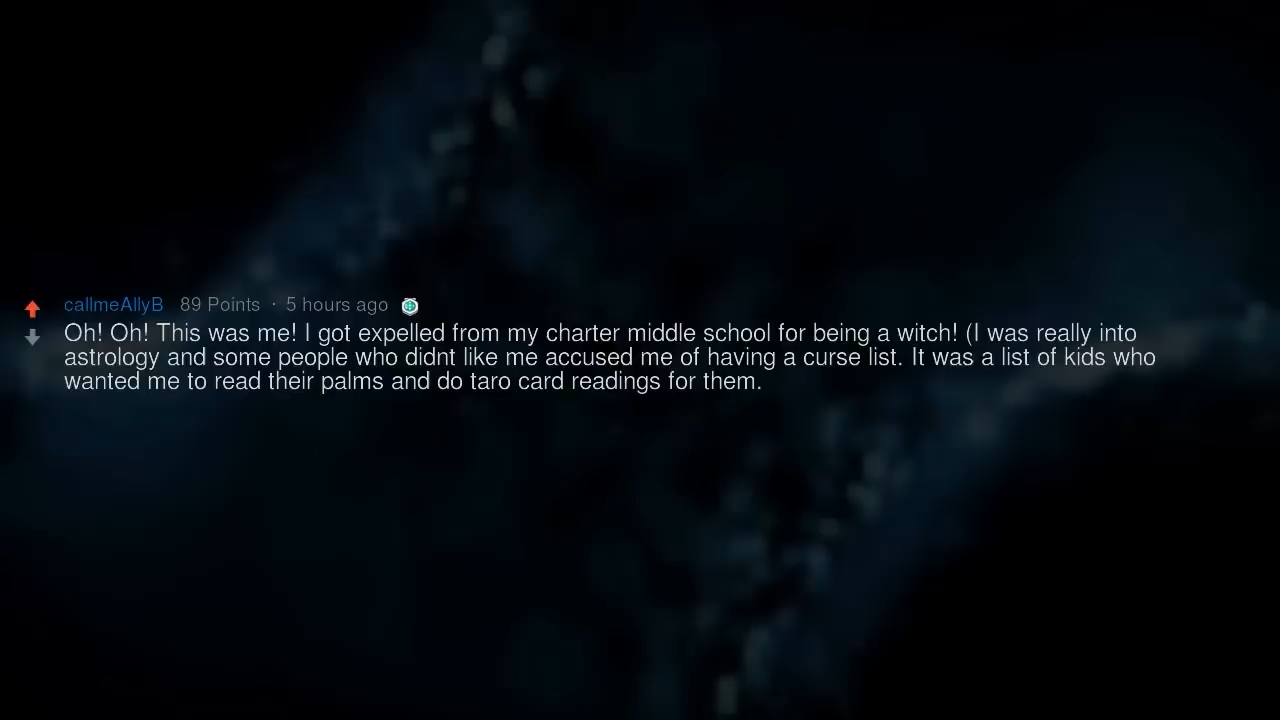 callmeAllyB 89 Points · 5 hours ago
Oh! Oh! This was me! I got expelled from my charter middle school for being a witch! (I was really into
astrology and some people who didnt like me accused me of having a curse list. It was a list of kids who
wanted me to read their palms and do taro card readings for them.